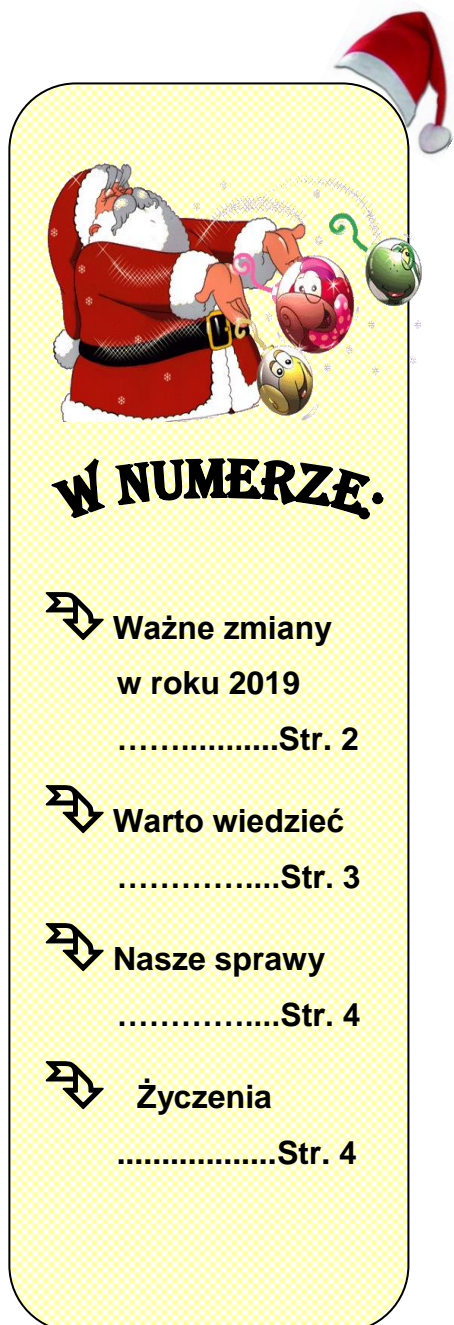 W NUMERZE:
Ważne zmiany
w roku 2019
……...........Str. 2
Warto wiedzieć
…………....Str. 3
Nasze sprawy
…………....Str. 4
Życzenia
..................Str. 4